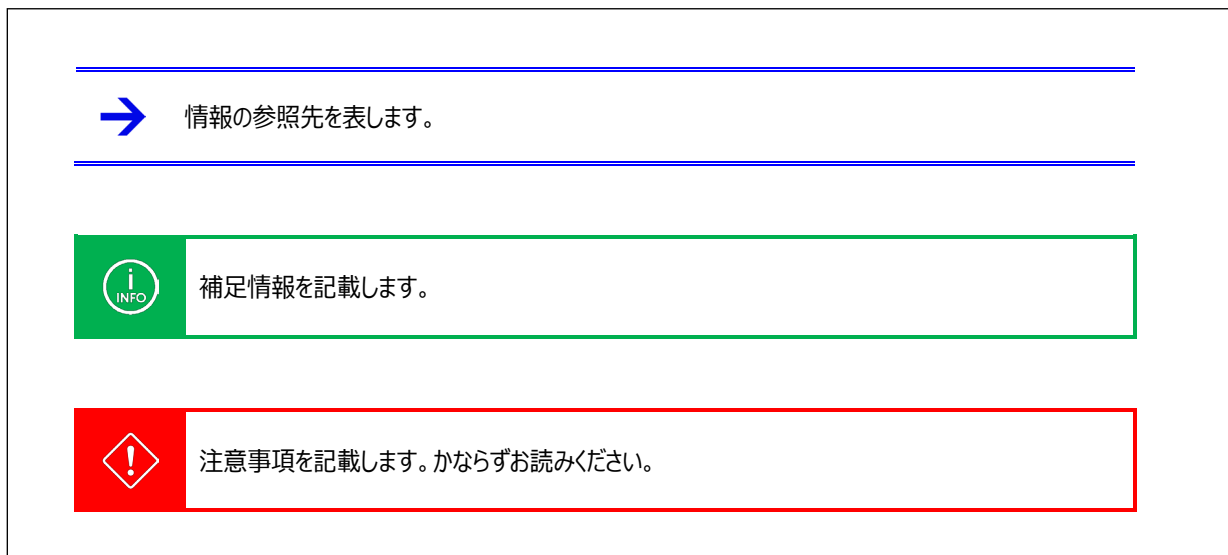 情報の参照先を表します。
i
INFO
補足情報を記載します。
注意事項を記載します。かならずお読みください。